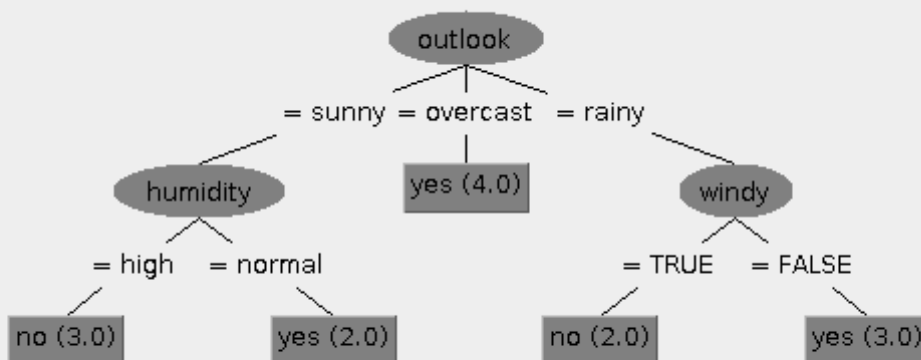 outlook
= sunny = overcast = rainy
humidity yes (4.0) windy
= high = normal = TRUE = FALSE
no (3.0) yes (2.0) no (2.0) yes (3.0)